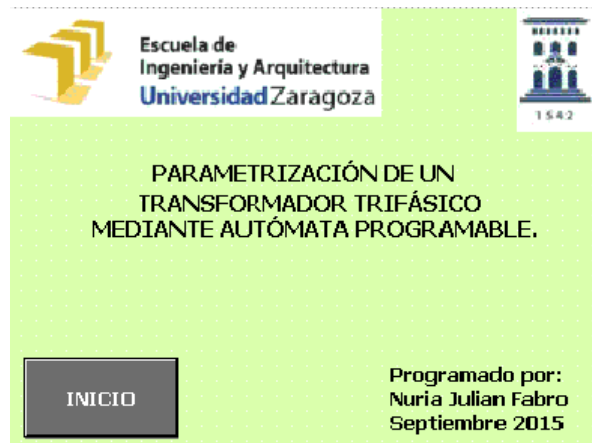 Escuela de
Ingeniería y Arquitectura
Universidad Zaragoza
1542
PARAMETRIZACIÓN DE UN
TRANSFORMADOR TRIFÁSICO
MEDIANTE AUTÓMATA PROGRAMABLE.
INICIO
Programado por:
Nuria Julian Fabro
Septiembre 2015